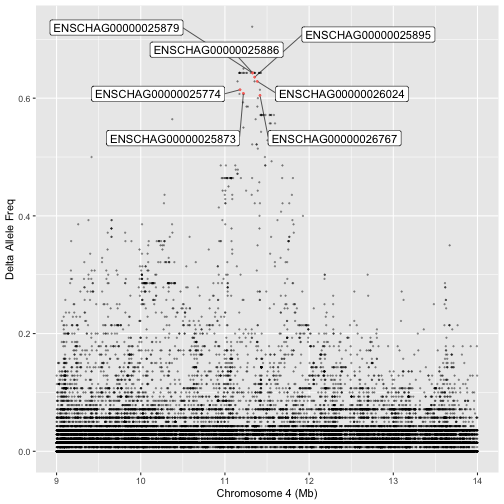 ENSCHAG00000025879
ENSCHAG00000025895
ENSCHAG00000025886
ENSCHAG00000025774
ENSCHAG00000026024
ENSCHAG00000025873
ENSCHAG00000026767
Delta Allele Freq
0.6
0.4
0.2
0.0
9
10
11
12
13
14
Chromosome 4 (Mb)